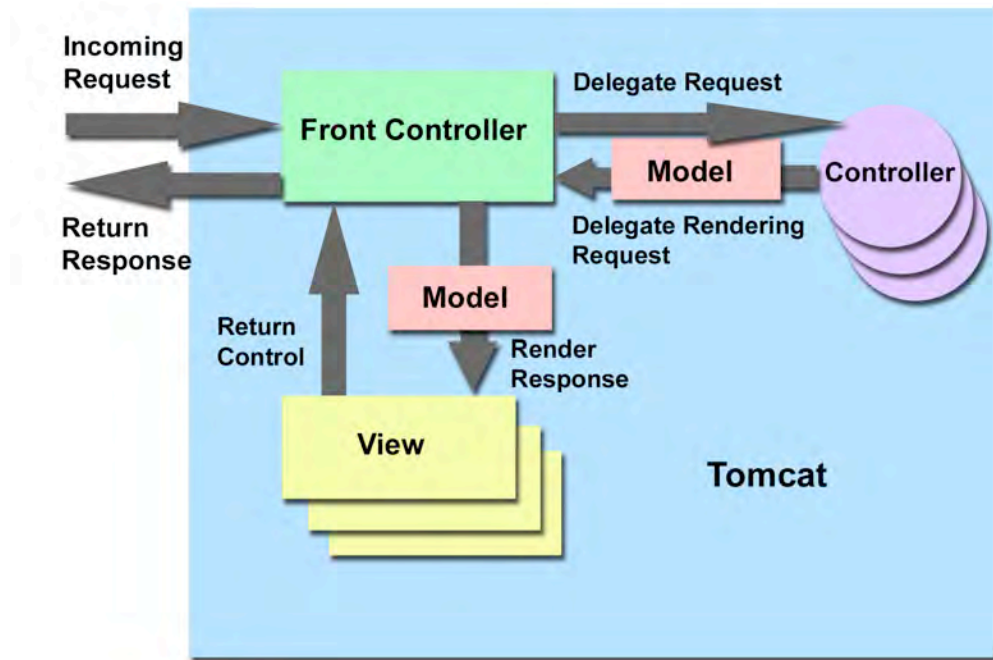 Incoming
Request
Delegate Request
Front Controller
Model
Controller
Return
Response
Delegate Rendering
Request
Model
Return
Control
Render
Response
View
Tomcat